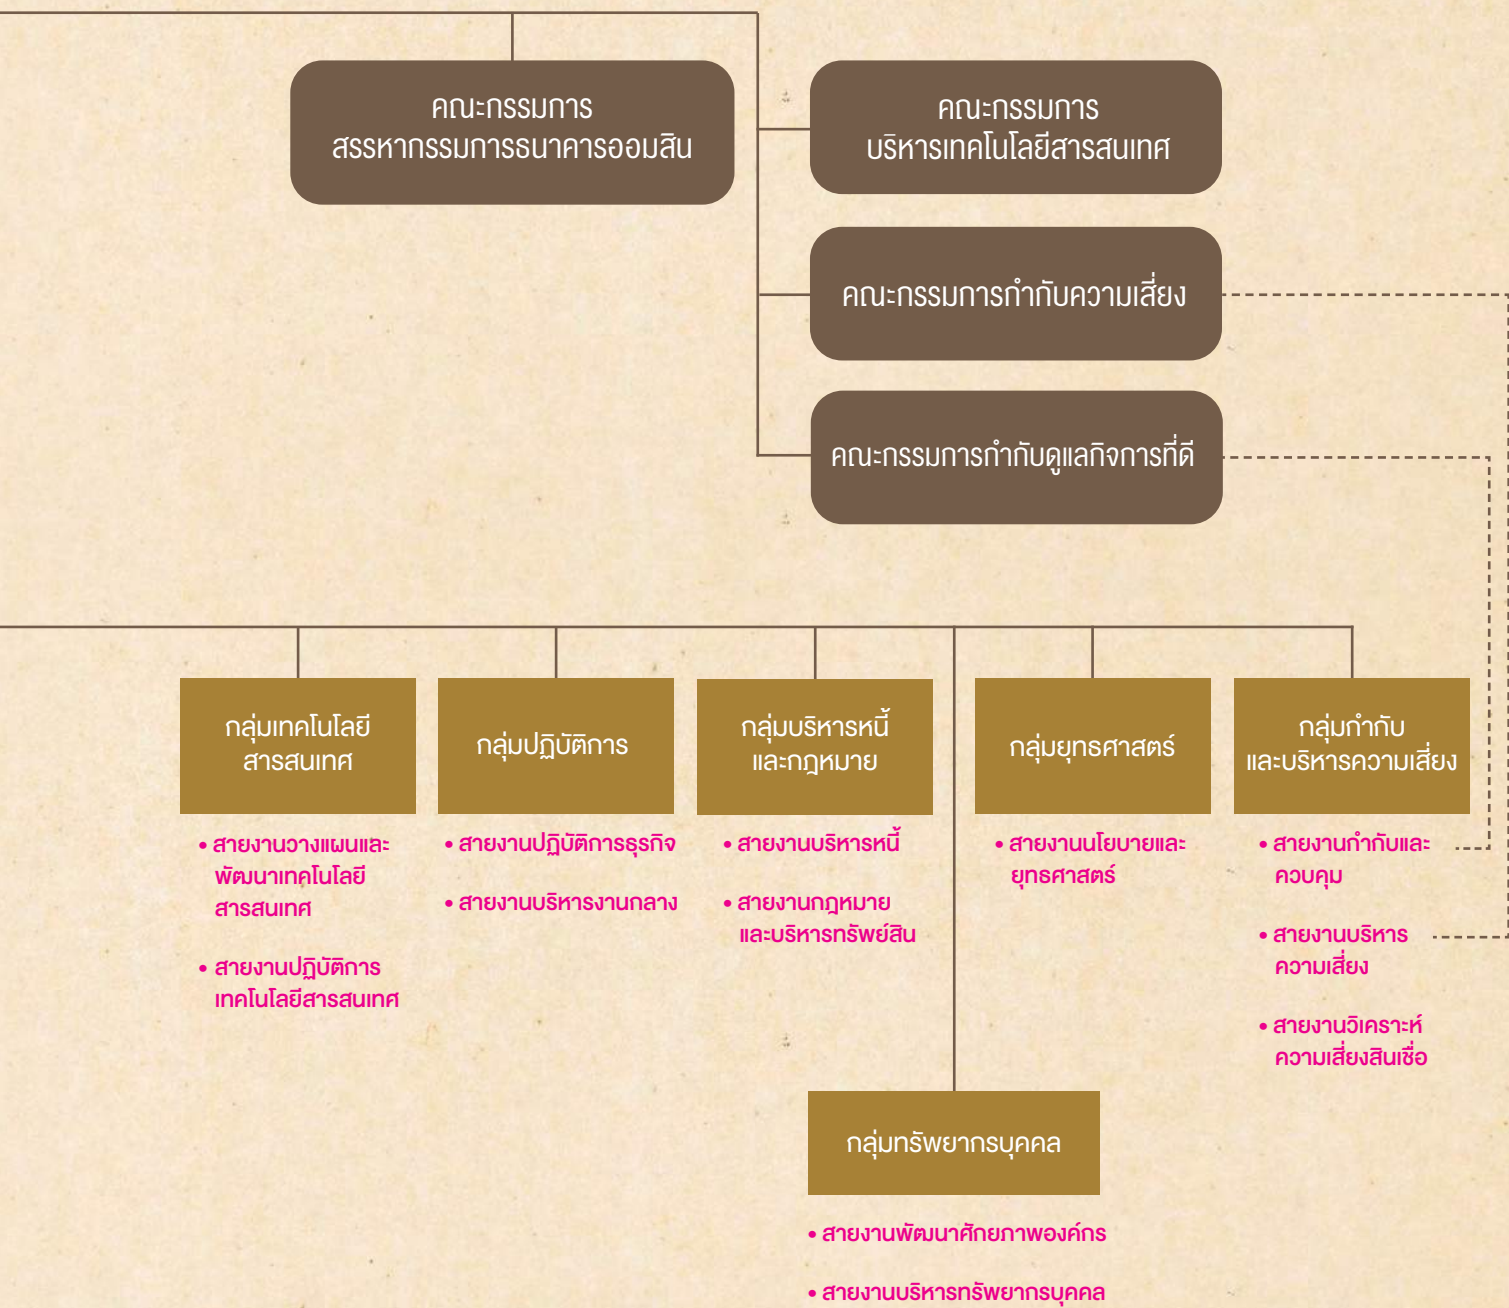 คณะกรรมการ
สรรหากรรมการธนาคารออมสิน
คณะกรรมการ
บริหารเทคโนโลยีสารสนเทศ
คณะกรรมการกำกับความเสี่ยง
คณะกรรมการกำกับดูแลกิจการที่ดี
กลุ่มเทคโนโลยี
สารสนเทศ
• สายงานวางแผนและ
พัฒนาเทคโนโลยี
สารสนเทศ
• สายงานปฏิบัติการ
เทคโนโลยีสารสนเทศ
กลุ่มปฏิบัติการ
• สายงานปฏิบัติการธุรกิจ
• สายงานบริหารงานกลาง
กลุ่มบริหารหนี้
และกฎหมาย
• สายงานบริหารหนี้
• สายงานกฎหมาย
และบริหารทรัพย์สิน
กลุ่มยุทธศาสตร์
• สายงานนโยบายและ
ยุทธศาสตร์
กลุ่มกำกับ
และบริหารความเสี่ยง
• สายงานกำกับและ
ควบคุม
• สายงานบริหาร
ความเสี่ยง
• สายงานวิเคราะห์
ความเสี่ยงสินเชื่อ
กลุ่มทรัพยากรบุคคล
• สายงานพัฒนาศักยภาพองค์กร
• สายงานบริหารทรัพยากรบุคคล